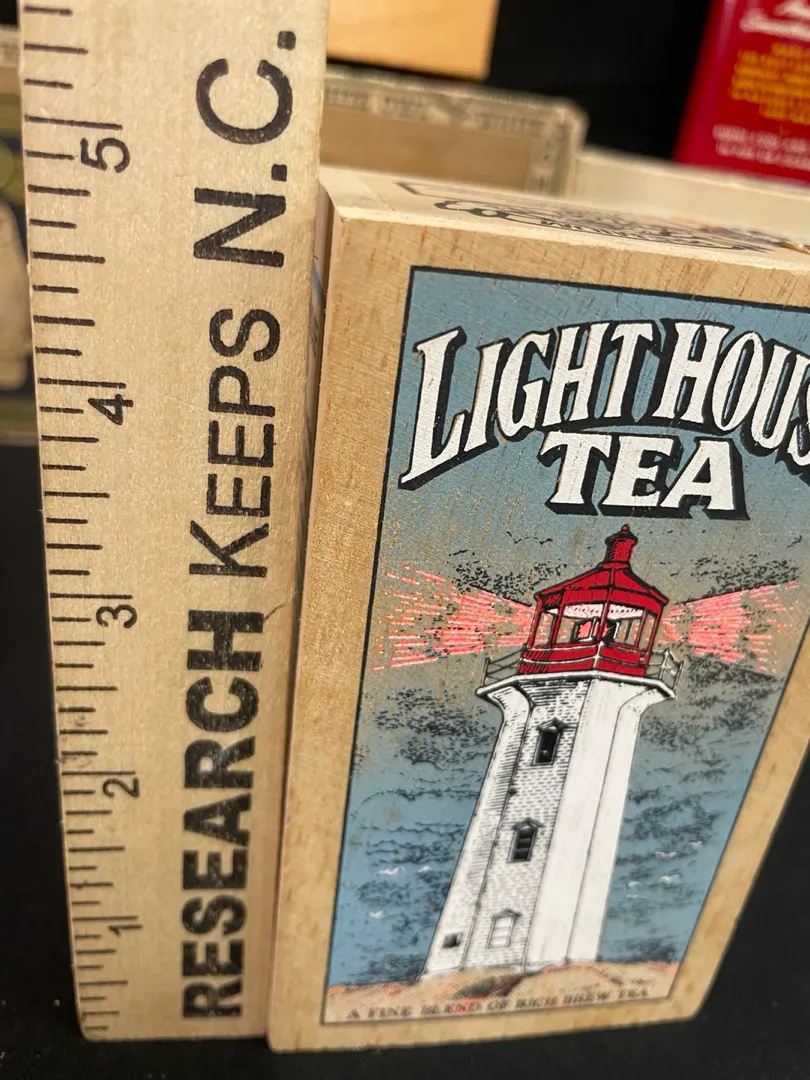 5
4
3
2
1
RESEARCH KEEPS N.C.
LIGHTHOUS
TEA
A FINE BLEND OF RICH BREW TEA